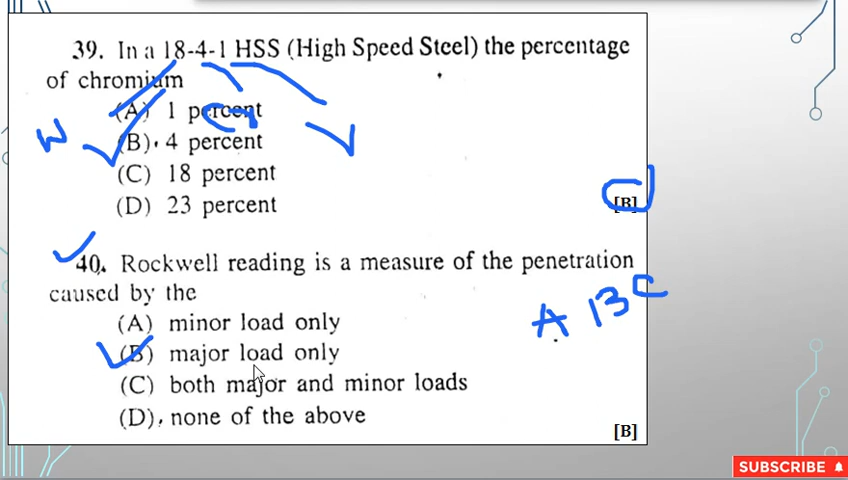 39. In a 18-4-1 HSS (High Speed Steel) the percentage
of chromium
(A) 1 percent
Cr
W
V
(B). 4 percent
(C) 18 percent
(D) 23 percent
[B]
40. Rockwell reading is a measure of the penetration
caused by the
A B C
(A) minor load only
(B) major load only
(C) both major and minor loads
(D), none of the above
[B]
SUBSCRIBE